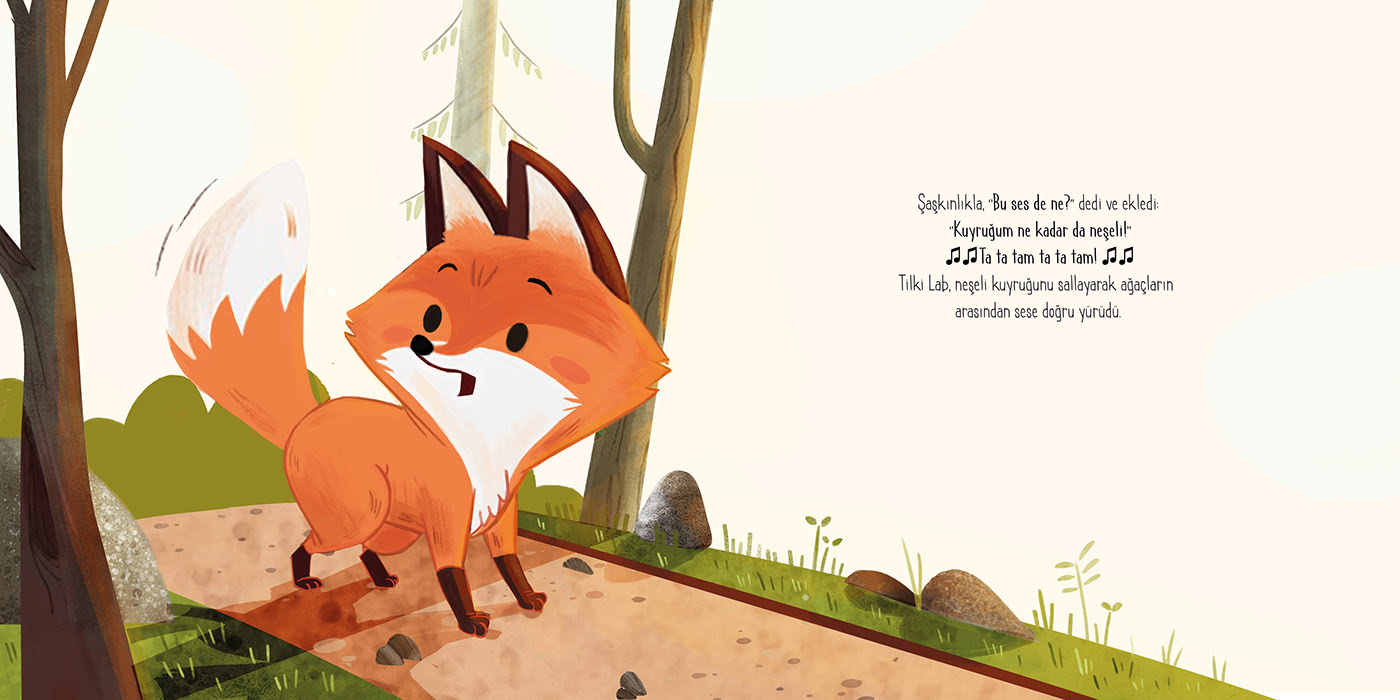 Şaşkınlıkla, “Bu ses de ne?” dedi ve ekledi:
“Kuyruğum ne kadar da neşeli!”
🎵🎵Ta ta tam ta ta tam! 🎵🎵
Tilki Lab, neşeli kuyruğunu sallayarak ağaçların
arasından sese doğru yürüdü.